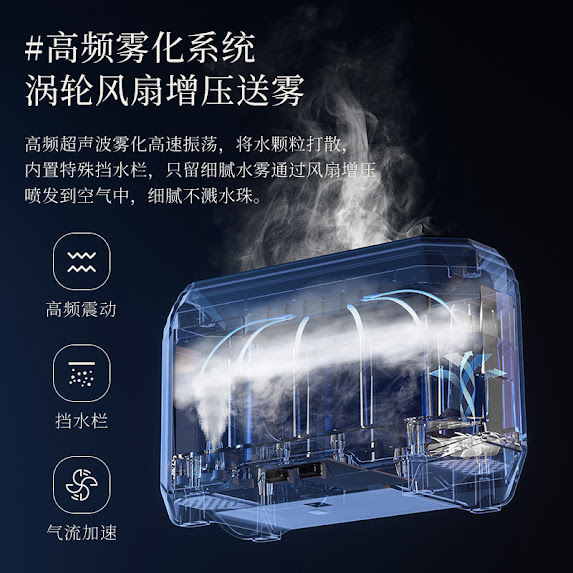 #高频雾化系统
涡轮风扇增压送雾
高频超声波雾化高速振荡，将水颗粒打散，
内置特殊挡水栏，只留细腻水雾通过风扇增压
喷发到空气中，细腻不溅水珠。
高频震动
挡水栏
气流加速